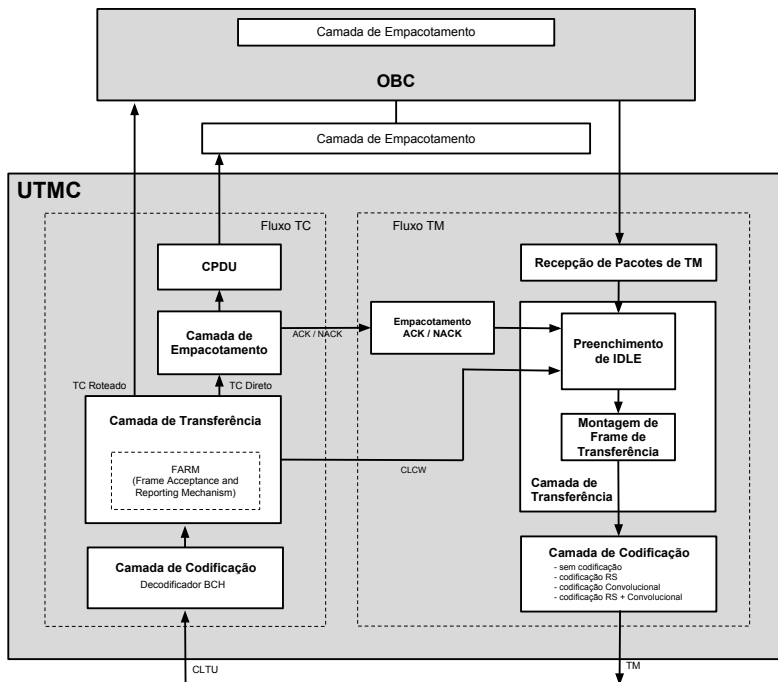 Camada de Empacotamento
OBC
Camada de Empacotamento
UTMC
Fluxo TC
Fluxo TM
CPDU
Recepção de Pacotes de TM
Camada de
Empacotamento
ACK / NACK
Empacotamento
ACK / NACK
Preenchimento
de IDLE
TC Roteado
TC Direto
Camada de Transferência
Montagem de
Frame de
Transferência
FARM
(Frame Acceptance and
Reporting Mechanism)
CLCW
Camada de
Transferência
Camada de Codificação
Decodificador BCH
Camada de Codificação
- sem codificação
- codificação RS
- codificação Convolucional
- codificação RS + Convolucional
CLTU
TM